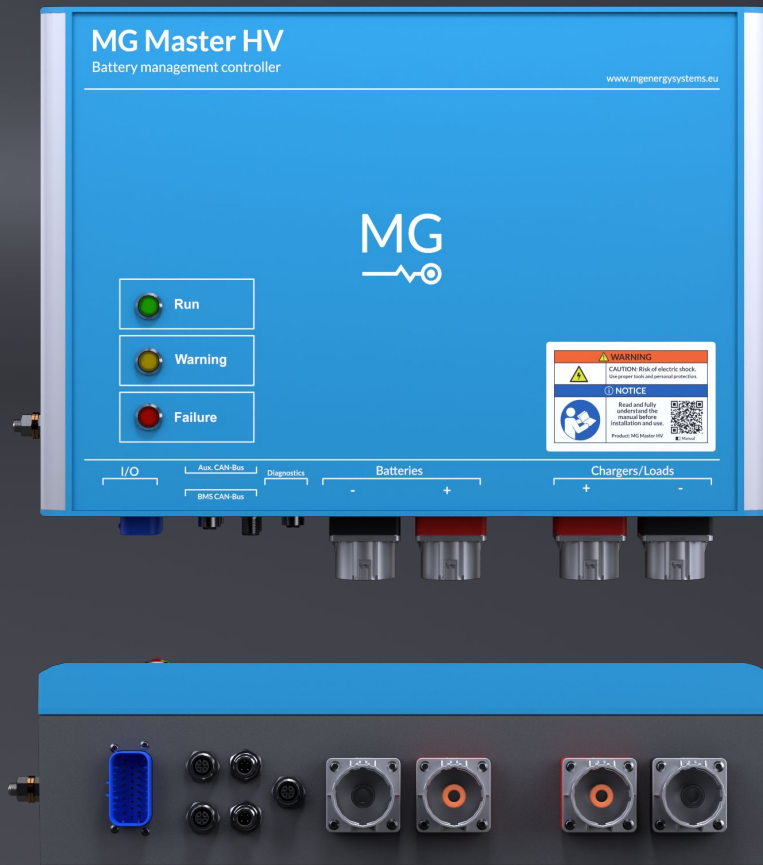 MG Master HV
Battery management controller
www.mgenergysystems.eu
MG
Run
Warning
Failure
WARNING
CAUTION: Risk of electric shock.
Use proper tools and personal protection.
NOTICE
Read and fully
understand the
manual before
installation and use.
Product: MG Master HV
Manual
I/O
Aux. CAN-Bus
BMS CAN-Bus
Diagnostics
Batteries
- +
Chargers/Loads
+ -